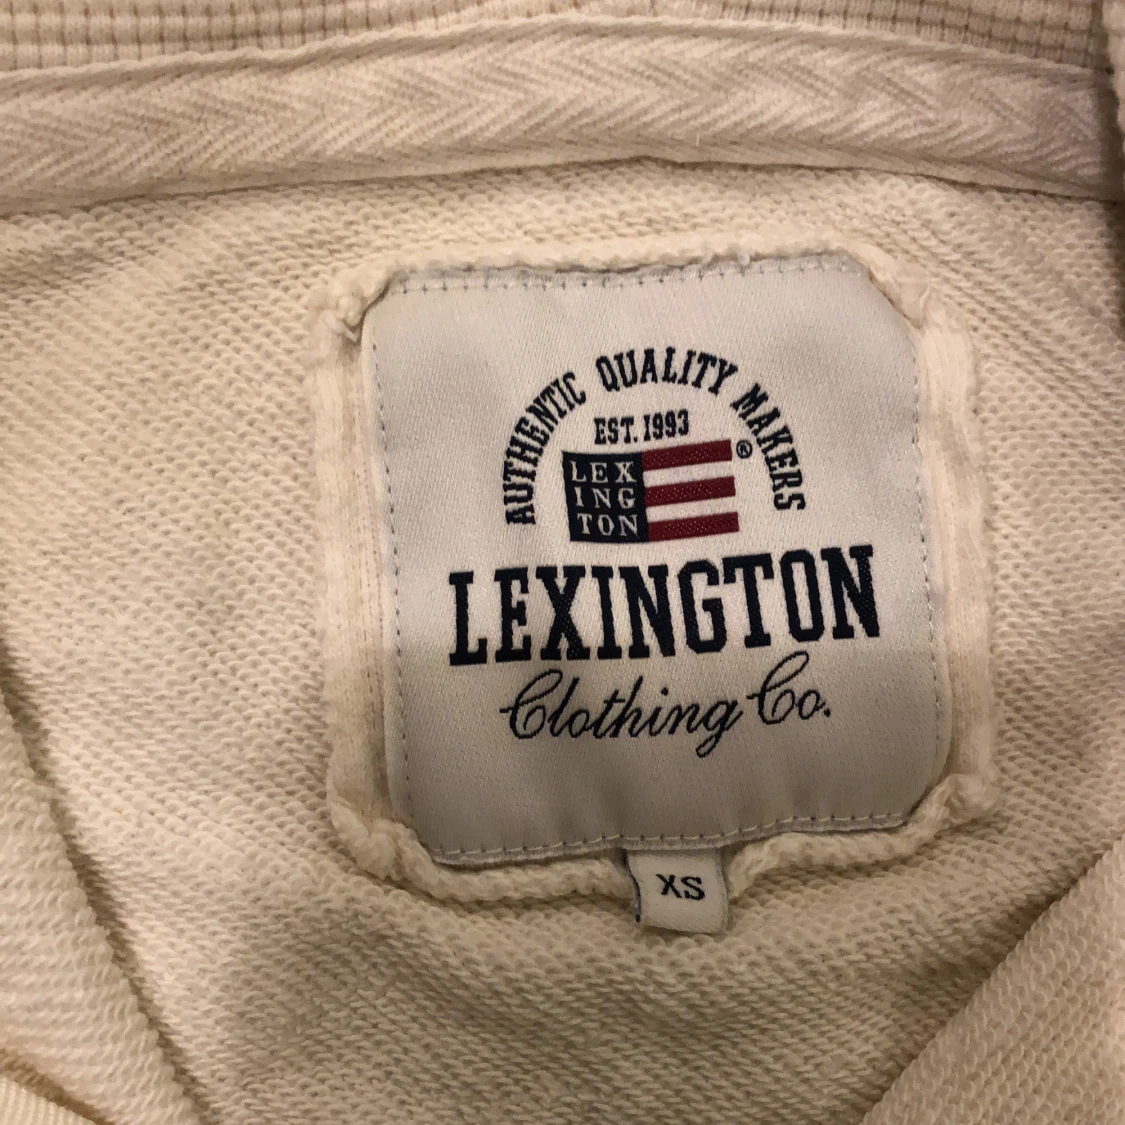 AUTHENTIC QUALITY MAKERS
EST. 1993
LEX
ING
TON
®
LEXINGTON
Clothing Co.
XS